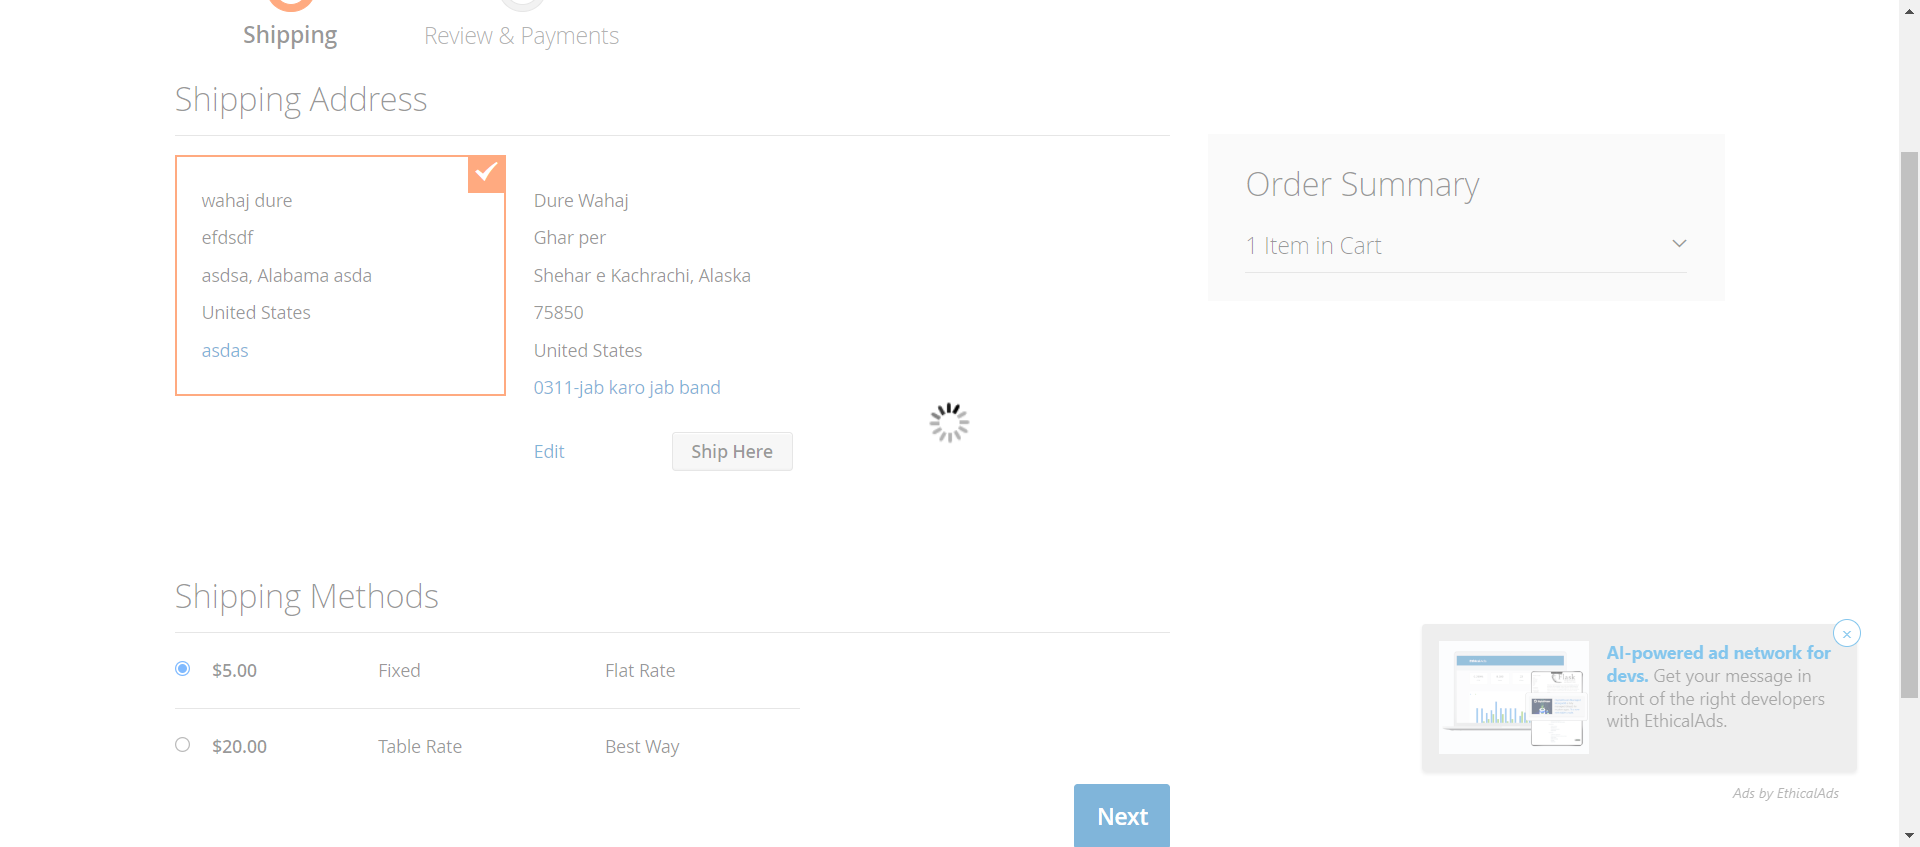 Shipping
Review & Payments
Shipping Address
wahaj dure
efdsdf
asdsa, Alabama asda
United States
asdas
Dure Wahaj
Ghar per
Shehar e Kachrachi, Alaska
75850
United States
0311-jab karo jab band
Edit
Ship Here
Order Summary
1 Item in Cart
Shipping Methods
$5.00 Fixed Flat Rate
$20.00 Table Rate Best Way
Next
AI-powered ad network for
devs. Get your message in
front of the right developers
with EthicalAds.
Ads by EthicalAds